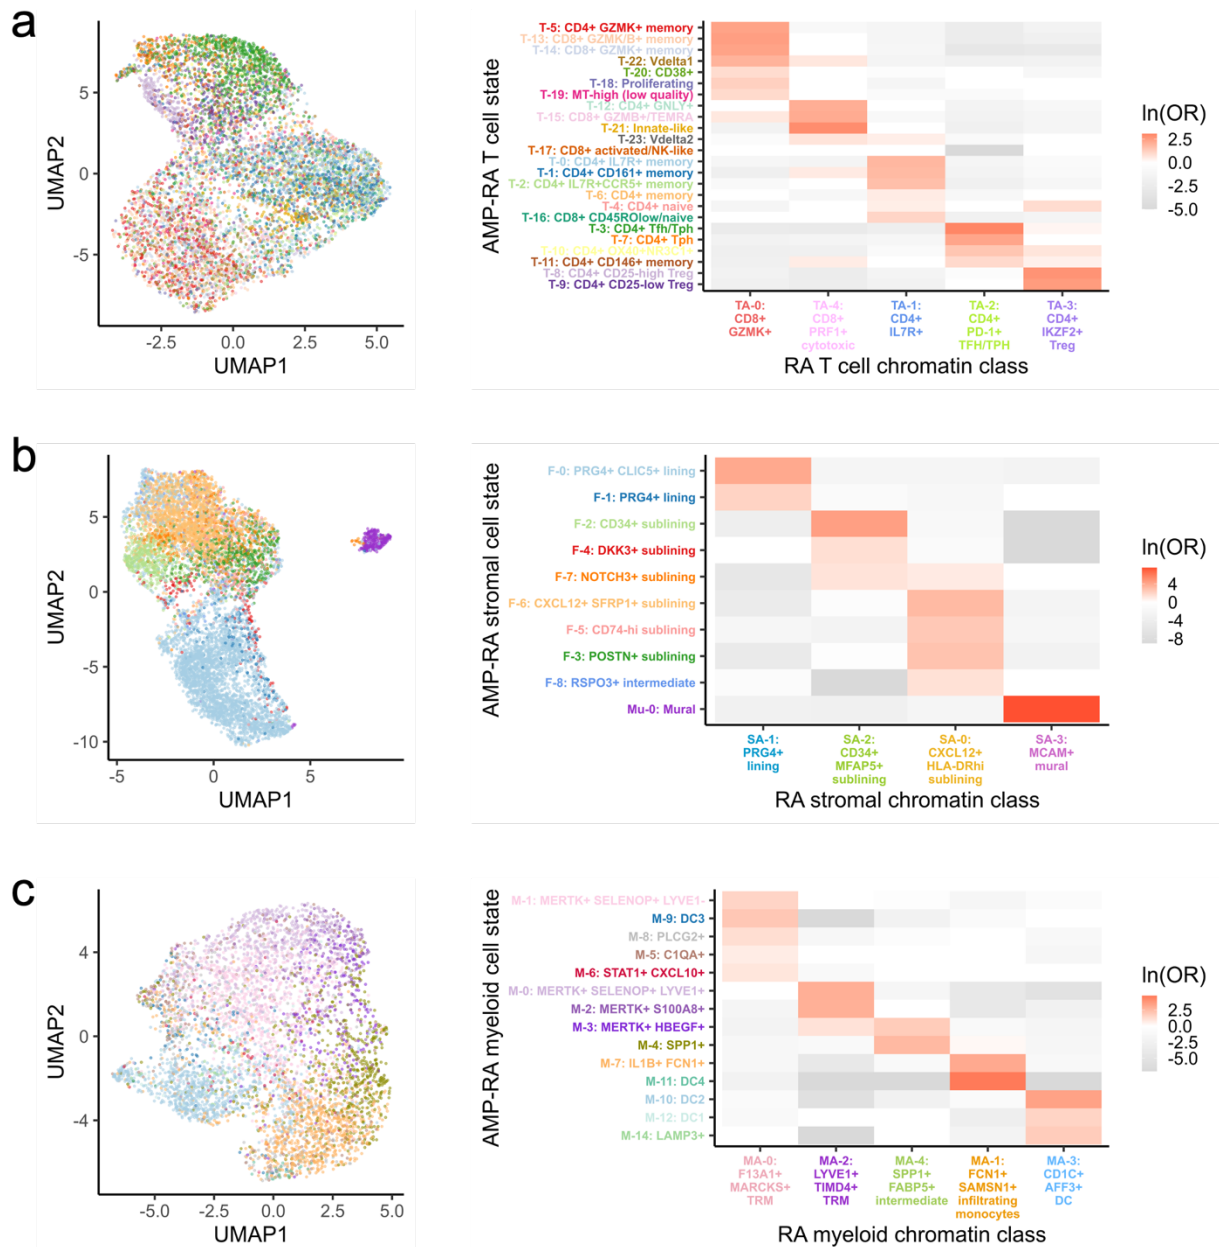 a
5
0
-5
UMAP2
-2.5
0.0
2.5
5.0
UMAP1
AMP-RA T cell state
T-5: CD4+ GZMK+ memory
T-13: CD8+ GZMK/B+ memory
T-14: CD8+ GZMK+ memory
T-22: Vdelta1
T-20: CD38+
T-18: Proliferating
T-19: MT-high (low quality)
T-12: CD4+ GNLY+
T-15: CD8+ GZMB+/TEMRA
T-21: Innate-like
T-23: Vdelta2
T-17: CD8+ activated/NK-like
T-0: CD4+ IL7R+ memory
T-1: CD4+ CD161+ memory
T-2: CD4+ IL7R+CCR5+ memory
T-6: CD4+ memory
T-4: CD4+ naive
T-16: CD8+ CD45ROlow/naive
T-3: CD4+ Tfh/Tph
T-7: CD4+ Tph
T-11: CD4+ CD146+ memory
T-8: CD4+ CD25-high Treg
T-9: CD4+ CD25-low Treg
TA-0:
CD8+
GZMK+
TA-4:
CD8+
PRF1+
cytotoxic
TA-1:
CD4+
IL7R+
TA-2:
CD4+
PD-1+
TFH/TPH
TA-3:
CD4+
IKZF2+
Treg
RA T cell chromatin class
ln(OR)
2.5
0.0
-2.5
-5.0
b
5
0
-5
-10
UMAP2
-5
0
5
UMAP1
AMP-RA stromal cell state
F-0: PRG4+ CLIC5+ lining
F-1: PRG4+ lining
F-2: CD34+ sublining
F-4: DKK3+ sublining
F-7: NOTCH3+ sublining
F-6: CXCL12+ SFRP1+ sublining
F-5: CD74-hi sublining
F-3: POSTN+ sublining
F-8: RSPO3+ intermediate
Mu-0: Mural
SA-1:
PRG4+
lining
SA-2:
CD34+
MFAP5+
sublining
SA-0:
CXCL12+
HLA-DRhi
sublining
SA-3:
MCAM+
mural
RA stromal chromatin class
ln(OR)
4
0
-4
-8
c
4
0
-4
UMAP2
-5.0
-2.5
0.0
2.5
5.0
UMAP1
AMP-RA myeloid cell state
M-1: MERTK+ SELENOP+ LYVE1-
M-9: DC3
M-8: PLCG2+
M-5: C1QA+
M-6: STAT1+ CXCL10+
M-0: MERTK+ SELENOP+ LYVE1+
M-2: MERTK+ S100A8+
M-3: MERTK+ HBEGF+
M-4: SPP1+
M-7: IL1B+ FCN1+
M-11: DC4
M-10: DC2
M-12: DC1
M-14: LAMP3+
MA-0:
F13A1+
MARCKS+
TRM
MA-2:
LYVE1+
TIMD4+
TRM
MA-4:
SPP1+
FABP5+
intermediate
MA-1:
FCN1+
SAMSN1+
infiltrating
monocytes
MA-3:
CD1C+
AFF3+
DC
RA myeloid chromatin class
ln(OR)
2.5
0.0
-2.5
-5.0